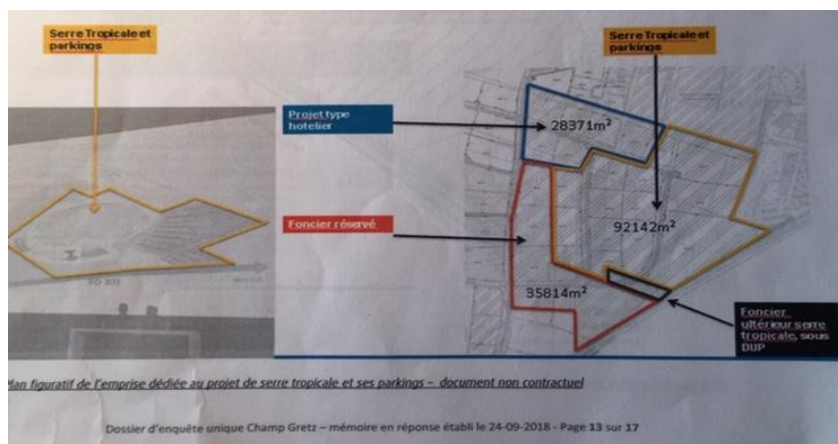 Serre Tropicale et
parkings
Serre Tropicale et
parkings
Projet type
hotelier
28371m²
Foncier réservé
92142m²
35814m²
RD 303
Foncier
ultérieur serre
tropicale, sous
DUP
Plan figuratif de l'emprise dédiée au projet de serre tropicale et ses parkings – document non contractuel
Dossier d'enquête unique Champ Gretz – mémoire en réponse établi le 24-09-2018 - Page 13 sur 17